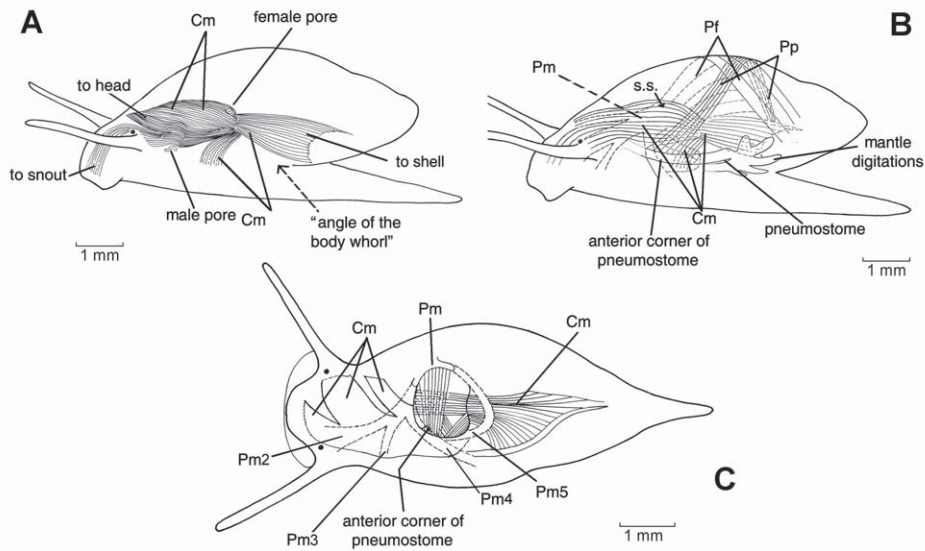 A
Cm
female pore
to head
to snout
male pore
Cm
to shell
"angle of the
body whorl"
1 mm
B
Pf
Pp
Pm
s.s.
mantle
digitations
Cm
pneumostome
anterior corner of
pneumostome
1 mm
C
Pm
Cm
Cm
Pm2
Pm3
anterior corner of
pneumostome
Pm4
Pm5
1 mm